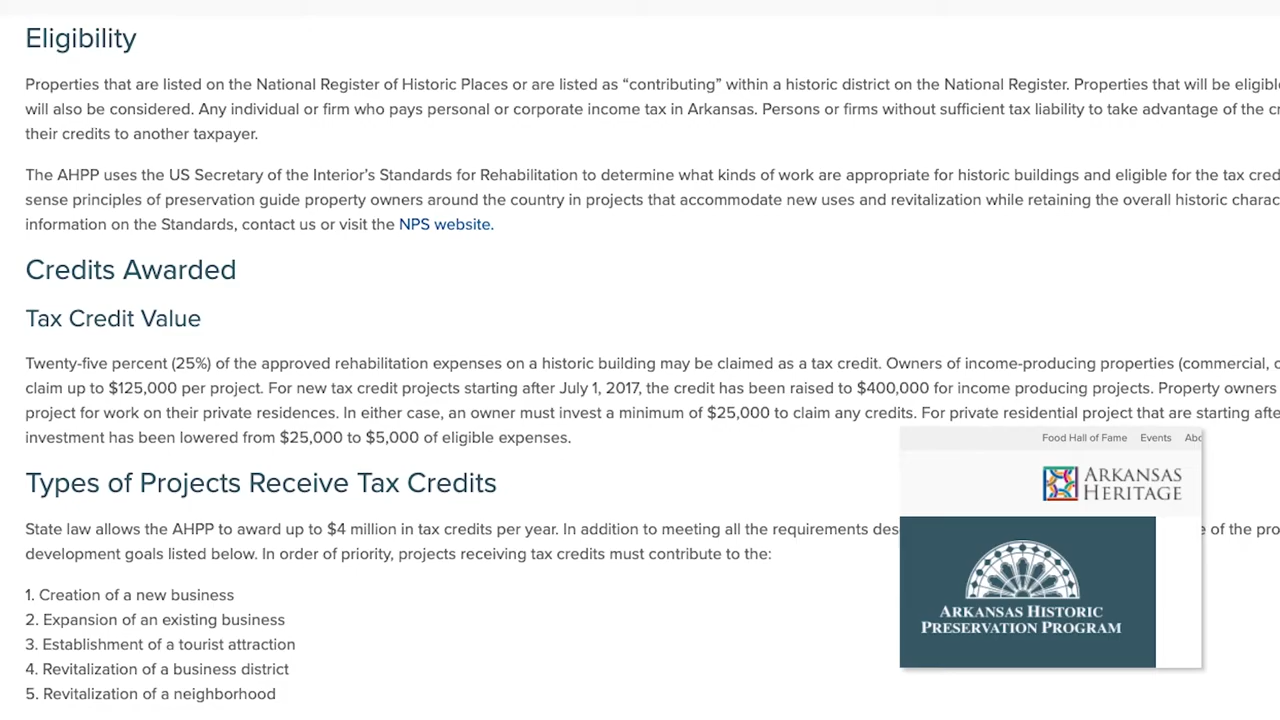 Eligibility
Properties that are listed on the National Register of Historic Places or are listed as “contributing” within a historic district on the National Register. Properties that will be eligible
will also be considered. Any individual or firm who pays personal or corporate income tax in Arkansas. Persons or firms without sufficient tax liability to take advantage of the
their credits to another taxpayer.
The AHPP uses the US Secretary of the Interior’s Standards for Rehabilitation to determine what kinds of work are appropriate for historic buildings and eligible for the tax
sense principles of preservation guide property owners around the country in projects that accommodate new uses and revitalization while retaining the overall historic
information on the Standards, contact us or visit the NPS website.
Credits Awarded
Tax Credit Value
Twenty-five percent (25%) of the approved rehabilitation expenses on a historic building may be claimed as a tax credit. Owners of income-producing properties (commercial,
claim up to $125,000 per project. For new tax credit projects starting after July 1, 2017, the credit has been raised to $400,000 for income producing projects. Property owners
project for work on their private residences. In either case, an owner must invest a minimum of $25,000 to claim any credits. For private residential project that are starting
investment has been lowered from $25,000 to $5,000 of eligible expenses.
Food Hall of Fame Events
ARKANSAS HERITAGE
Types of Projects Receive Tax Credits
State law allows the AHPP to award up to $4 million in tax credits per year. In addition to meeting all the requirements of the
development goals listed below. In order of priority, projects receiving tax credits must contribute to the:
1. Creation of a new business
2. Expansion of an existing business
3. Establishment of a tourist attraction
4. Revitalization of a business district
5. Revitalization of a neighborhood
ARKANSAS HISTORIC
PRESERVATION PROGRAM